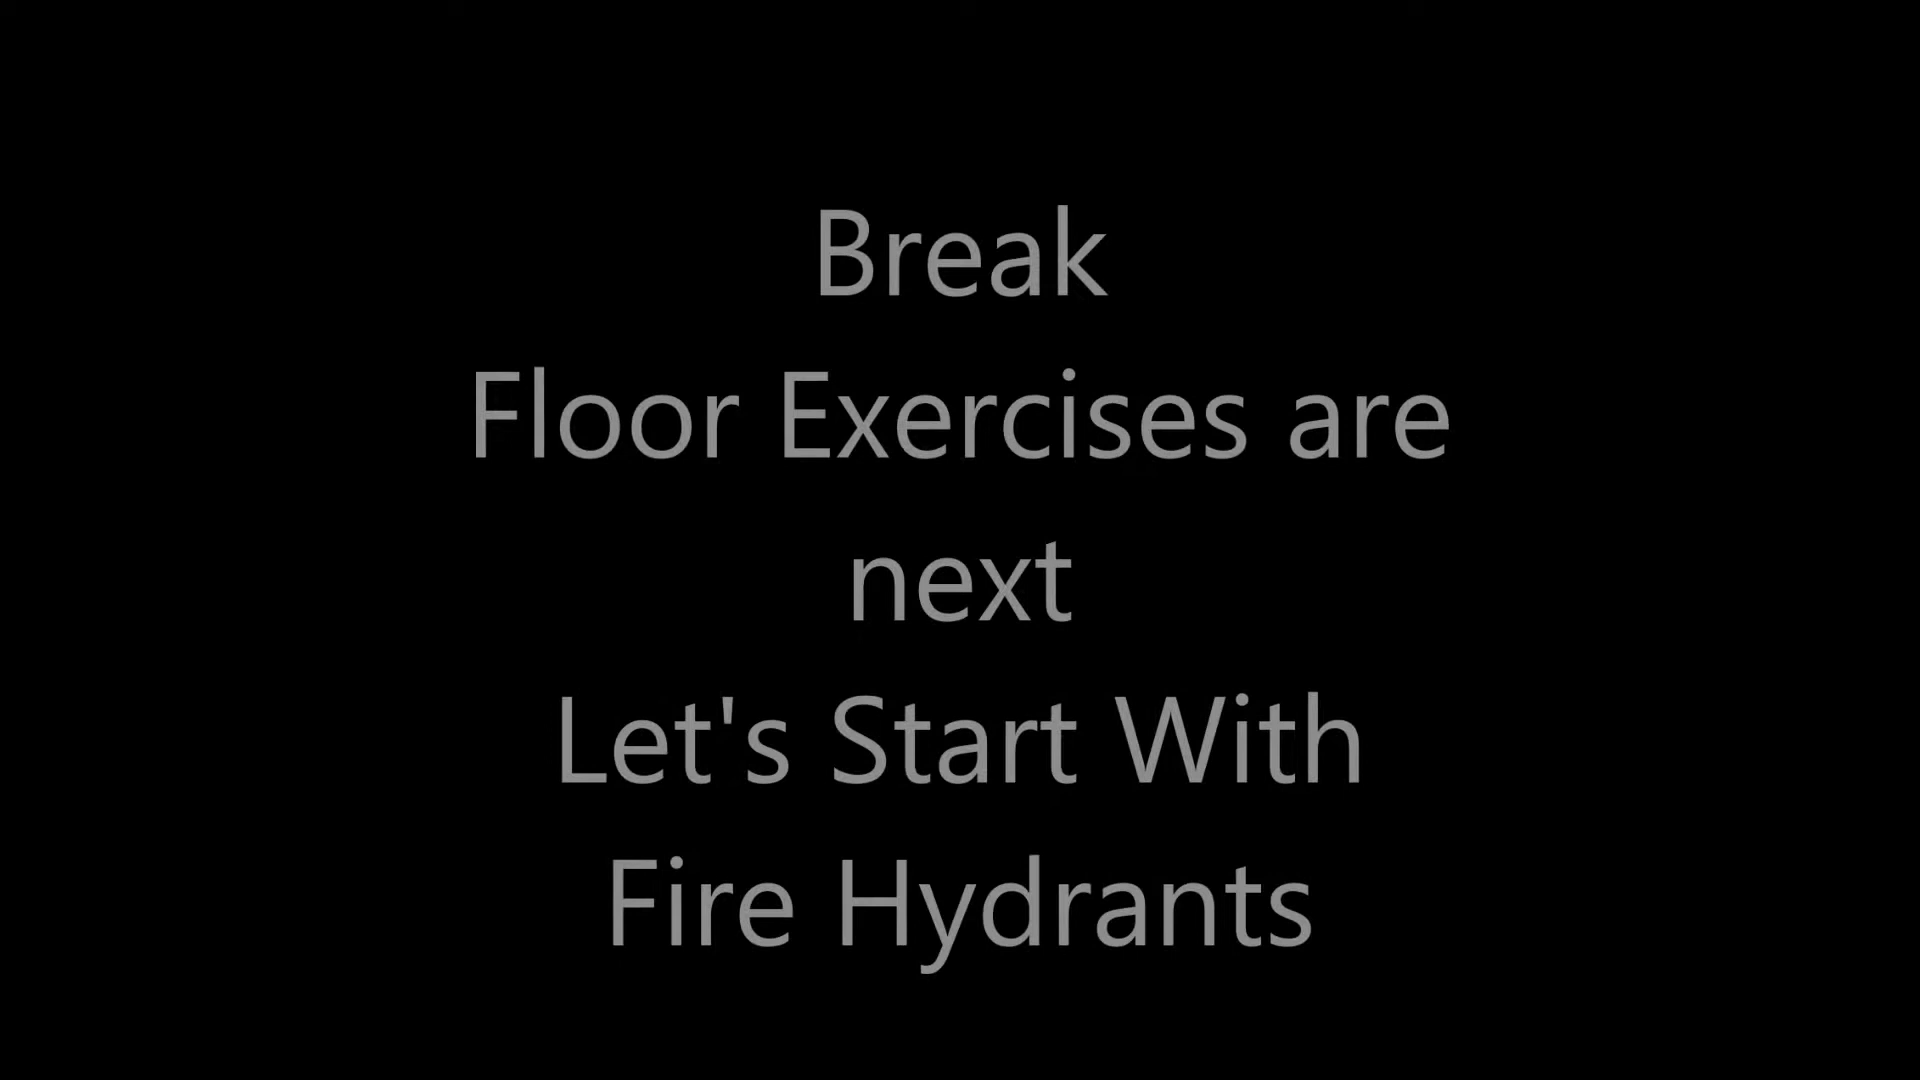 Break
Floor Exercises are
next
Let's Start With
Fire Hydrants